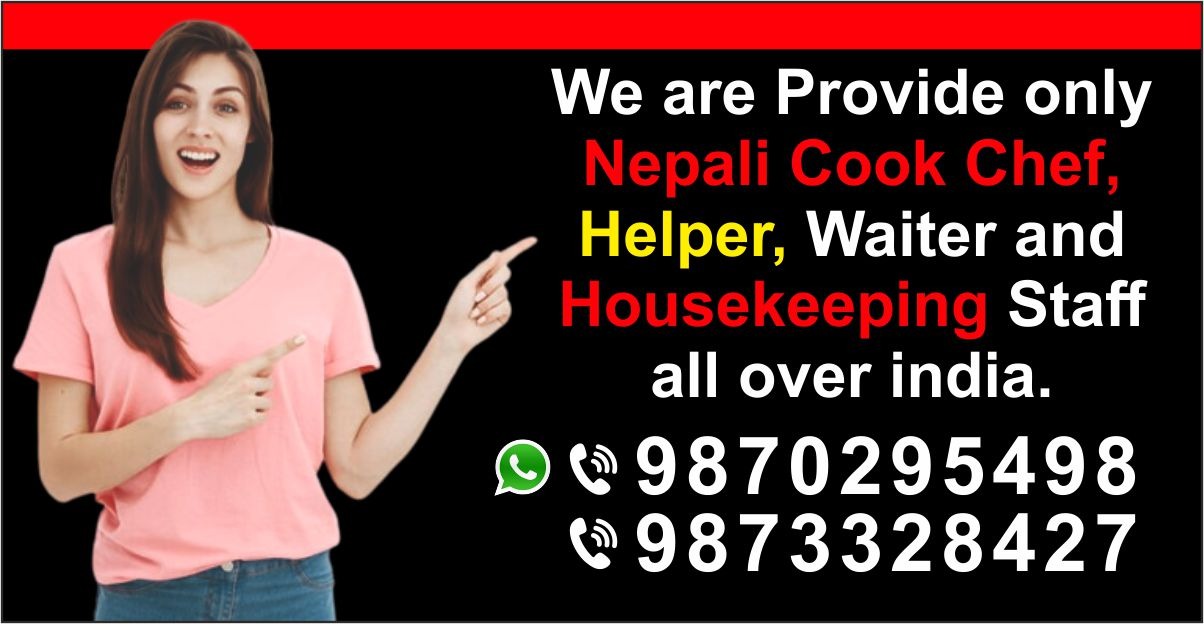 We are Provide only
Nepali Cook Chef,
Helper, Waiter and
Housekeeping Staff
all over india.
9870295498
9873328427